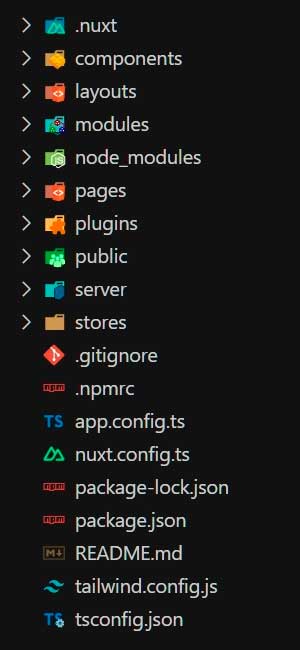 .nuxt
components
layouts
modules
node_modules
pages
plugins
public
server
stores
.gitignore
.npmrc
TS app.config.ts
nuxt.config.ts
package-lock.json
package.json
README.md
tailwind.config.js
TS tsconfig.json